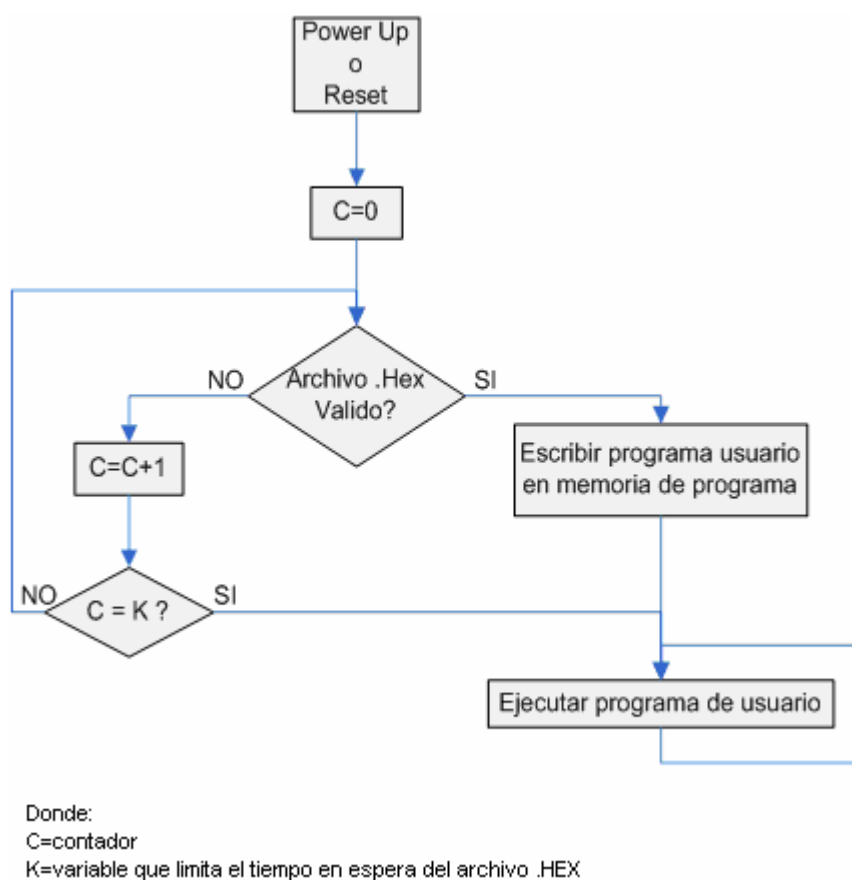 Power Up
o
Reset
C=0
NO
Archivo .Hex
Valido?
SI
C=C+1
Escribir programa usuario
en memoria de programa
NO
C = K ?
SI
Ejecutar programa de usuario
Donde:
C=contador
K=variable que limita el tiempo en espera del archivo .HEX